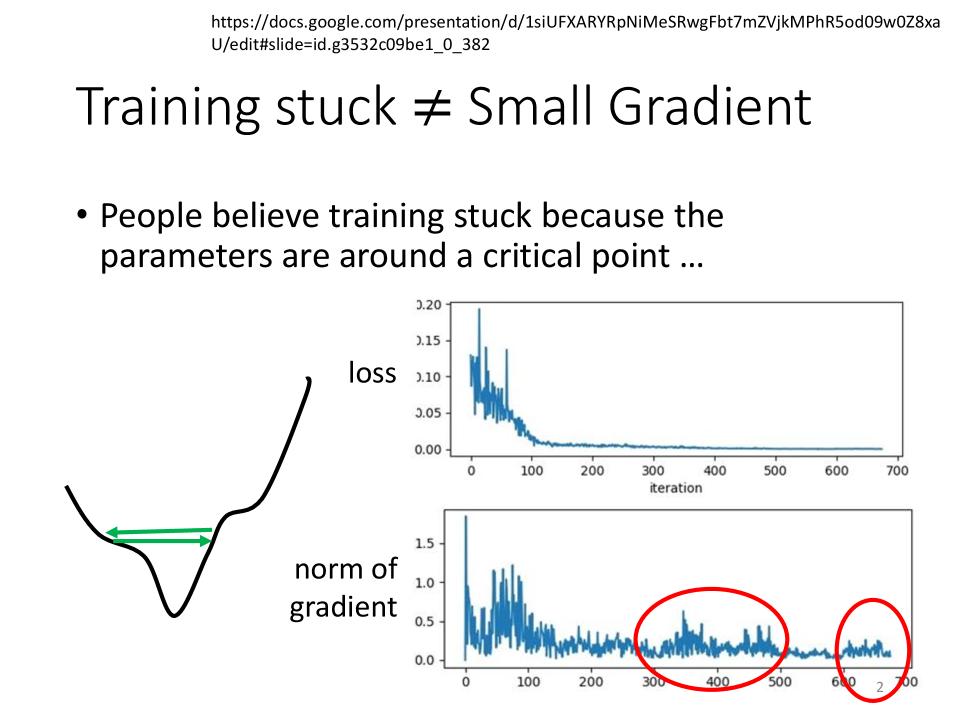 https://docs.google.com/presentation/d/1siUFXARYRpNiMeSRwgFbt7mZVjkMPhR5od09w0Z8xa
U/edit#slide=id.g3532c09be1_0_382
Training stuck ≠ Small Gradient
• People believe training stuck because the
parameters are around a critical point …
loss
0.20
0.15
0.10
0.05
0.00
0 100 200 300 400 500 600 700
iteration
norm of
gradient
1.5
1.0
0.5
0.0
0 100 200 300 400 500 600 700
2